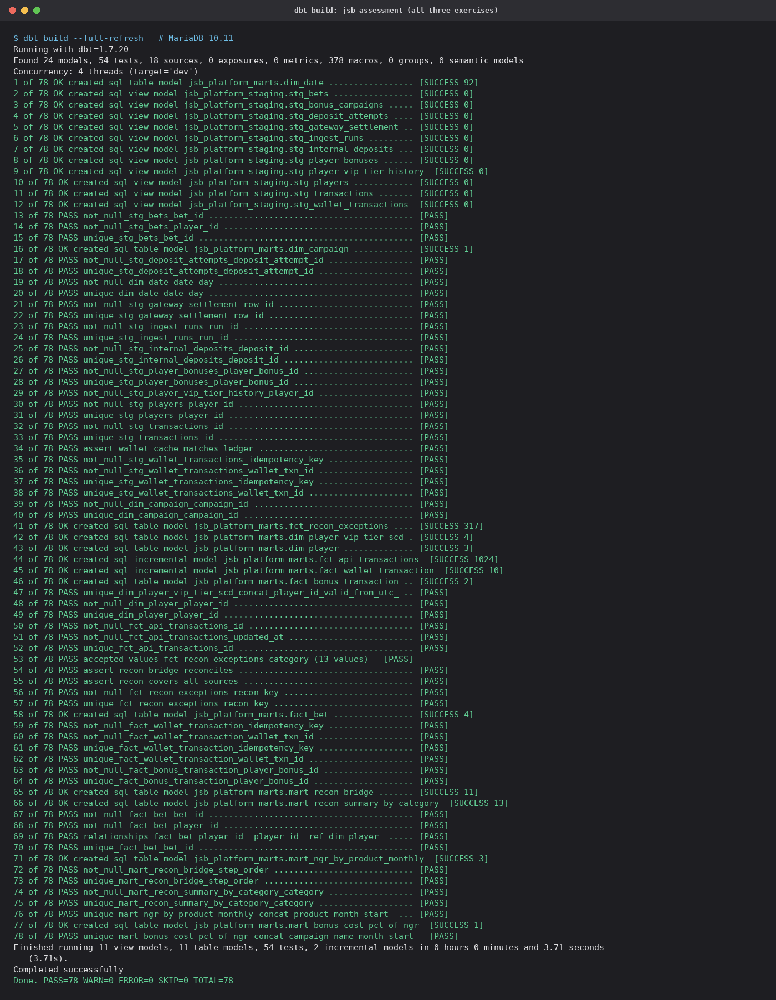 dbt build: jsb_assessment (all three exercises)
$ dbt build --full-refresh   # MariaDB 10.11
Running with dbt=1.7.20
Found 24 models, 54 tests, 18 sources, 0 exposures, 0 metrics, 378 macros, 0 groups, 0 semantic models
Concurrency: 4 threads (target='dev')
1 of 78 OK created sql table model jsb_platform_marts.dim_date ................. [SUCCESS 92]
2 of 78 OK created sql view model jsb_platform_staging.stg_bets ................ [SUCCESS 0]
3 of 78 OK created sql view model jsb_platform_staging.stg_bonus_campaigns ..... [SUCCESS 0]
4 of 78 OK created sql view model jsb_platform_staging.stg_deposit_attempts .... [SUCCESS 0]
5 of 78 OK created sql view model jsb_platform_staging.stg_gateway_settlement .. [SUCCESS 0]
6 of 78 OK created sql view model jsb_platform_staging.stg_ingest_runs ......... [SUCCESS 0]
7 of 78 OK created sql view model jsb_platform_staging.stg_internal_deposits ... [SUCCESS 0]
8 of 78 OK created sql view model jsb_platform_staging.stg_player_bonuses ...... [SUCCESS 0]
9 of 78 OK created sql view model jsb_platform_staging.stg_player_vip_tier_history  [SUCCESS 0]
10 of 78 OK created sql view model jsb_platform_staging.stg_players ............ [SUCCESS 0]
11 of 78 OK created sql view model jsb_platform_staging.stg_transactions ....... [SUCCESS 0]
12 of 78 OK created sql view model jsb_platform_staging.stg_wallet_transactions  [SUCCESS 0]
13 of 78 PASS not_null_stg_bets_bet_id ......................................... [PASS]
14 of 78 PASS not_null_stg_bets_player_id ...................................... [PASS]
15 of 78 PASS unique_stg_bets_bet_id ........................................... [PASS]
16 of 78 OK created sql table model jsb_platform_marts.dim_campaign ............ [SUCCESS 1]
17 of 78 PASS not_null_stg_deposit_attempts_deposit_attempt_id ................. [PASS]
18 of 78 PASS unique_stg_deposit_attempts_deposit_attempt_id ................... [PASS]
19 of 78 PASS not_null_dim_date_date_day ....................................... [PASS]
20 of 78 PASS unique_dim_date_date_day ......................................... [PASS]
21 of 78 PASS not_null_stg_gateway_settlement_row_id ........................... [PASS]
22 of 78 PASS unique_stg_gateway_settlement_row_id ............................. [PASS]
23 of 78 PASS not_null_stg_ingest_runs_run_id .................................. [PASS]
24 of 78 PASS unique_stg_ingest_runs_run_id .................................... [PASS]
25 of 78 PASS not_null_stg_internal_deposits_deposit_id ........................ [PASS]
26 of 78 PASS unique_stg_internal_deposits_deposit_id .......................... [PASS]
27 of 78 PASS not_null_stg_player_bonuses_player_bonus_id ...................... [PASS]
28 of 78 PASS unique_stg_player_bonuses_player_bonus_id ........................ [PASS]
29 of 78 PASS not_null_stg_player_vip_tier_history_player_id ................... [PASS]
30 of 78 PASS not_null_stg_players_player_id ................................... [PASS]
31 of 78 PASS unique_stg_players_player_id ..................................... [PASS]
32 of 78 PASS not_null_stg_transactions_id ..................................... [PASS]
33 of 78 PASS unique_stg_transactions_id ....................................... [PASS]
34 of 78 PASS assert_wallet_cache_matches_ledger ............................... [PASS]
35 of 78 PASS not_null_stg_wallet_transactions_idempotency_key ................. [PASS]
36 of 78 PASS not_null_stg_wallet_transactions_wallet_txn_id ................... [PASS]
37 of 78 PASS unique_stg_wallet_transactions_idempotency_key ................... [PASS]
38 of 78 PASS unique_stg_wallet_transactions_wallet_txn_id ..................... [PASS]
39 of 78 PASS not_null_dim_campaign_campaign_id ................................ [PASS]
40 of 78 PASS unique_dim_campaign_campaign_id .................................. [PASS]
41 of 78 OK created sql table model jsb_platform_marts.fct_recon_exceptions .... [SUCCESS 317]
42 of 78 OK created sql table model jsb_platform_marts.dim_player_vip_tier_scd . [SUCCESS 4]
43 of 78 OK created sql table model jsb_platform_marts.dim_player .............. [SUCCESS 3]
44 of 78 OK created sql incremental model jsb_platform_marts.fct_api_transactions  [SUCCESS 1024]
45 of 78 OK created sql incremental model jsb_platform_marts.fact_wallet_transaction  [SUCCESS 10]
46 of 78 OK created sql table model jsb_platform_marts.fact_bonus_transaction .. [SUCCESS 2]
47 of 78 PASS unique_dim_player_vip_tier_scd_concat_player_id_valid_from_utc_ .. [PASS]
48 of 78 PASS not_null_dim_player_player_id .................................... [PASS]
49 of 78 PASS unique_dim_player_player_id ...................................... [PASS]
50 of 78 PASS not_null_fct_api_transactions_id ................................. [PASS]
51 of 78 PASS not_null_fct_api_transactions_updated_at ......................... [PASS]
52 of 78 PASS unique_fct_api_transactions_id ................................... [PASS]
53 of 78 PASS accepted_values_fct_recon_exceptions_category (13 values)   [PASS]
54 of 78 PASS assert_recon_bridge_reconciles ................................... [PASS]
55 of 78 PASS assert_recon_covers_all_sources .................................. [PASS]
56 of 78 PASS not_null_fct_recon_exceptions_recon_key .......................... [PASS]
57 of 78 PASS unique_fct_recon_exceptions_recon_key ............................ [PASS]
58 of 78 OK created sql table model jsb_platform_marts.fact_bet ................ [SUCCESS 4]
59 of 78 PASS not_null_fact_wallet_transaction_idempotency_key ................. [PASS]
60 of 78 PASS not_null_fact_wallet_transaction_wallet_txn_id ................... [PASS]
61 of 78 PASS unique_fact_wallet_transaction_idempotency_key ................... [PASS]
62 of 78 PASS unique_fact_wallet_transaction_wallet_txn_id ..................... [PASS]
63 of 78 PASS not_null_fact_bonus_transaction_player_bonus_id .................. [PASS]
64 of 78 PASS unique_fact_bonus_transaction_player_bonus_id .................... [PASS]
65 of 78 OK created sql table model jsb_platform_marts.mart_recon_bridge ....... [SUCCESS 11]
66 of 78 OK created sql table model jsb_platform_marts.mart_recon_summary_by_category  [SUCCESS 13]
67 of 78 PASS not_null_fact_bet_bet_id ......................................... [PASS]
68 of 78 PASS not_null_fact_bet_player_id ...................................... [PASS]
69 of 78 PASS relationships_fact_bet_player_id__player_id__ref_dim_player_ ..... [PASS]
70 of 78 PASS unique_fact_bet_bet_id ........................................... [PASS]
71 of 78 OK created sql table model jsb_platform_marts.mart_ngr_by_product_monthly  [SUCCESS 3]
72 of 78 PASS not_null_mart_recon_bridge_step_order ............................ [PASS]
73 of 78 PASS unique_mart_recon_bridge_step_order .............................. [PASS]
74 of 78 PASS not_null_mart_recon_summary_by_category_category ................. [PASS]
75 of 78 PASS unique_mart_recon_summary_by_category_category ................... [PASS]
76 of 78 PASS unique_mart_ngr_by_product_monthly_concat_product_month_start_ ... [PASS]
77 of 78 OK created sql table model jsb_platform_marts.mart_bonus_cost_pct_of_ngr  [SUCCESS 1]
78 of 78 PASS unique_mart_bonus_cost_pct_of_ngr_concat_campaign_name_month_start_  [PASS]
Finished running 11 view models, 11 table models, 54 tests, 2 incremental models in 0 hours 0 minutes and 3.71 seconds
(3.71s).
Completed successfully
Done. PASS=78 WARN=0 ERROR=0 SKIP=0 TOTAL=78